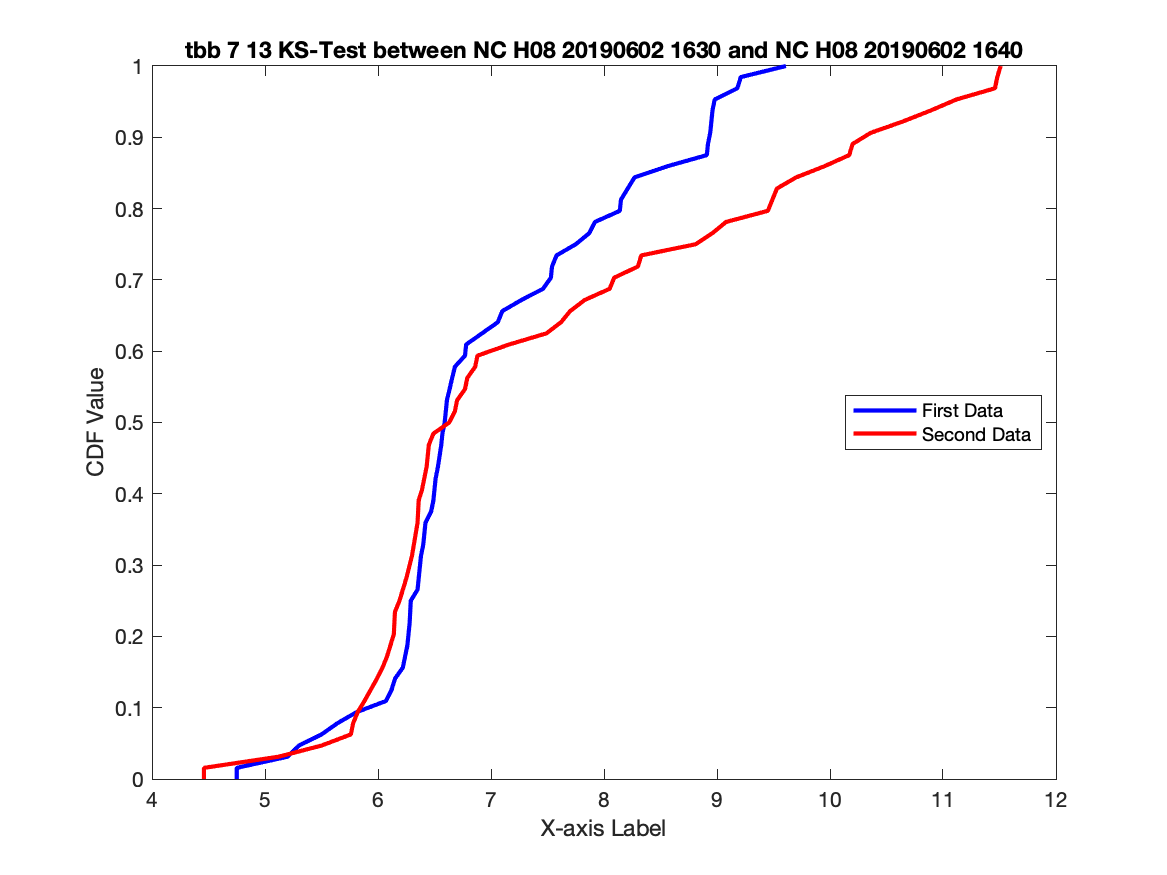 tbb 7 13 KS-Test between NC H08 20190602 1630 and NC H08 20190602 1640
1
0.9
0.8
0.7
0.6
0.5
0.4
0.3
0.2
0.1
0
CDF Value
First Data
Second Data
4 5 6 7 8 9 10 11 12
X-axis Label